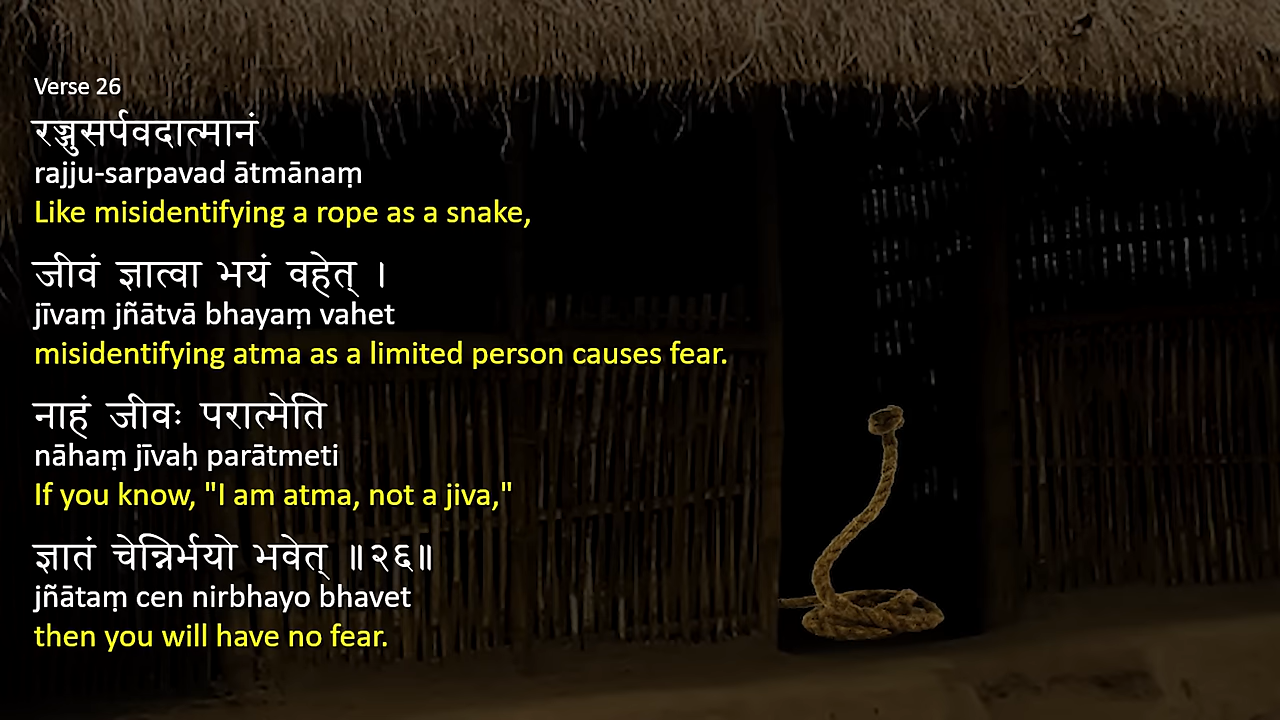 Verse 26
रज्जुसर्पवदात्मानं
rajju-sarpavad ātmānaṃ
Like misidentifying a rope as a snake,
जीवं ज्ञात्वा भयं वहेत् ।
jīvaṃ jñātvā bhayaṃ vahet
misidentifying atma as a limited person causes fear.
नाहं जीवः परात्मेति
nāhaṃ jīvaḥ parātmeti
If you know, "I am atma, not a jiva,"
ज्ञातं चेन्निर्भयो भवेत् ॥२६॥
jñātaṃ cen nirbhayo bhavet
then you will have no fear.